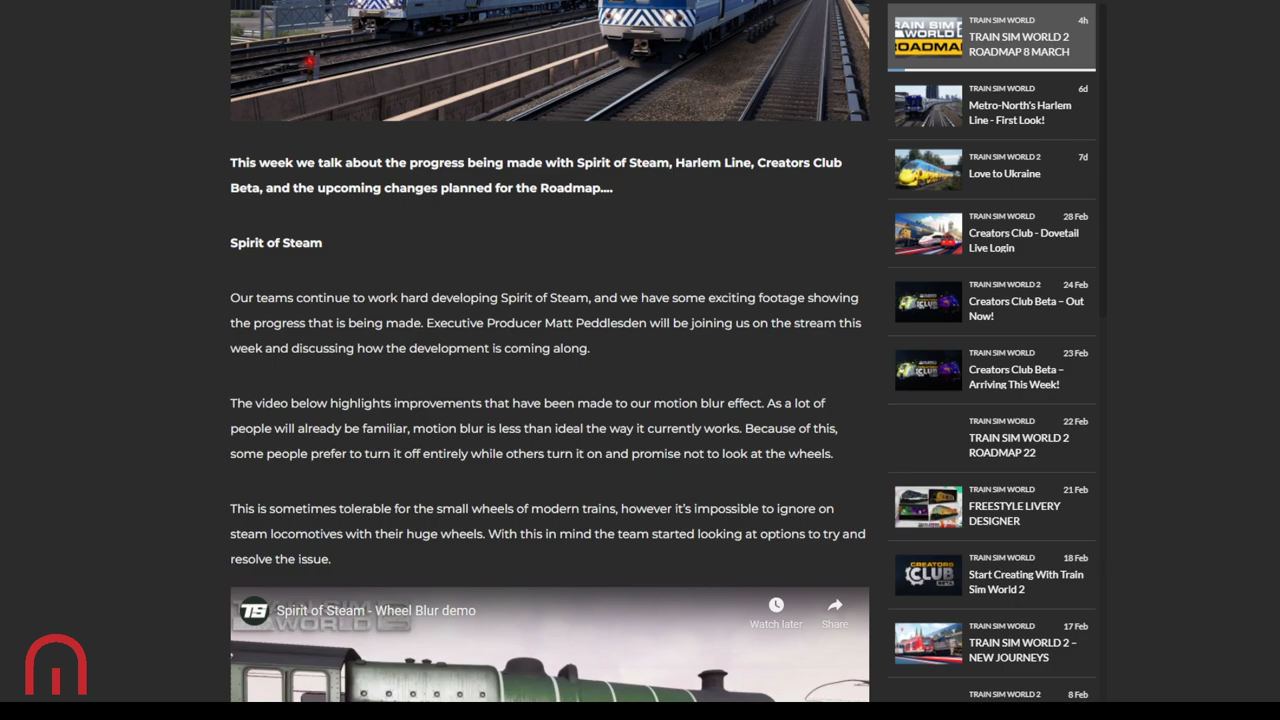 This week we talk about the progress being made with Spirit of Steam, Harlem Line, Creators Club
Beta, and the upcoming changes planned for the Roadmap....
Spirit of Steam
Our teams continue to work hard developing Spirit of Steam, and we have some exciting footage showing
the progress that is being made. Executive Producer Matt Peddlesden will be joining us on the stream this
week and discussing how the development is coming along.
The video below highlights improvements that have been made to our motion blur effect. As a lot of
people will already be familiar, motion blur is less than ideal the way it currently works. Because of this,
some people prefer to turn it off entirely while others turn it on and promise not to look at the wheels.
This is sometimes tolerable for the small wheels of modern trains, however it's impossible to ignore on
steam locomotives with their huge wheels. With this in mind the team started looking at options to try and
resolve the issue.
TS
Spirit of Steam - Wheel Blur demo
Watch later
Share
WORLD
TRAIN SIM
WORLD
ROADMA
TRAIN SIM WORLD 4h
TRAIN SIM WORLD 2
ROADMAP 8 MARCH
TRAIN SIM WORLD 6d
Metro-North's Harlem
Line - First Look!
TRAIN SIM WORLD 2 7d
Love to Ukraine
TRAIN SIM WORLD 28 Feb
Creators Club - Dovetail
Live Login
TRAIN SIM WORLD 2 24 Feb
Creators Club Beta – Out
Now!
TRAIN SIM WORLD 23 Feb
Creators Club Beta –
Arriving This Week!
TRAIN SIM WORLD 22 Feb
TRAIN SIM WORLD 2
ROADMAP 22
TRAIN SIM WORLD 21 Feb
FREESTYLE LIVERY
DESIGNER
CREATORS
CLUB
TRAIN SIM WORLD 18 Feb
Start Creating With Train
Sim World 2
TRAIN SIM WORLD 17 Feb
TRAIN SIM WORLD 2 –
NEW JOURNEYS
TRAIN SIM WORLD 2 8 Feb